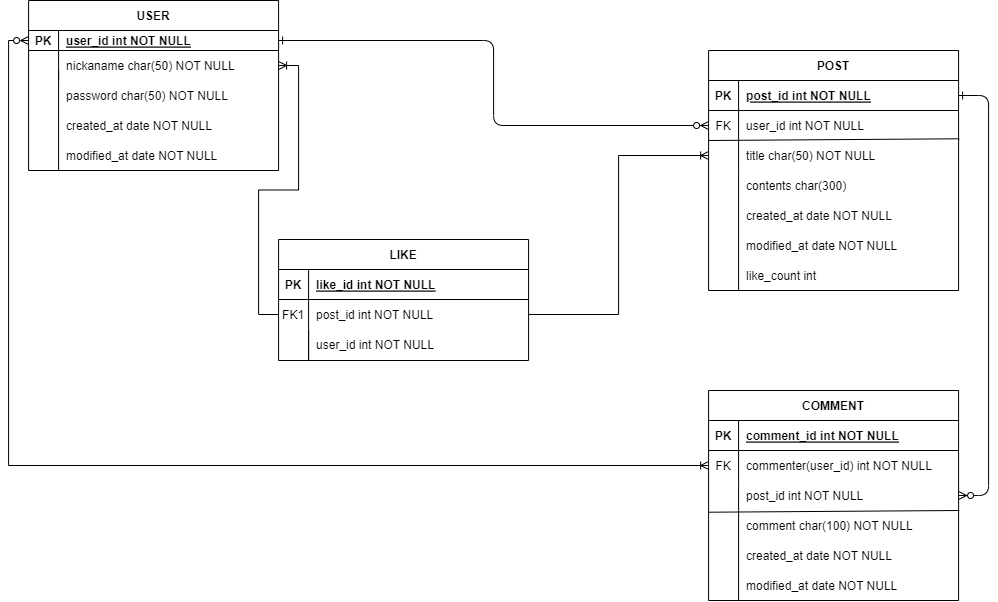 USER
PK user_id int NOT NULL
nickaname char(50) NOT NULL
password char(50) NOT NULL
created_at date NOT NULL
modified_at date NOT NULL
POST
PK post_id int NOT NULL
FK user_id int NOT NULL
title char(50) NOT NULL
contents char(300)
created_at date NOT NULL
modified_at date NOT NULL
like_count int
LIKE
PK like_id int NOT NULL
FK1 post_id int NOT NULL
user_id int NOT NULL
COMMENT
PK comment_id int NOT NULL
FK commenter(user_id) int NOT NULL
post_id int NOT NULL
comment char(100) NOT NULL
created_at date NOT NULL
modified_at date NOT NULL